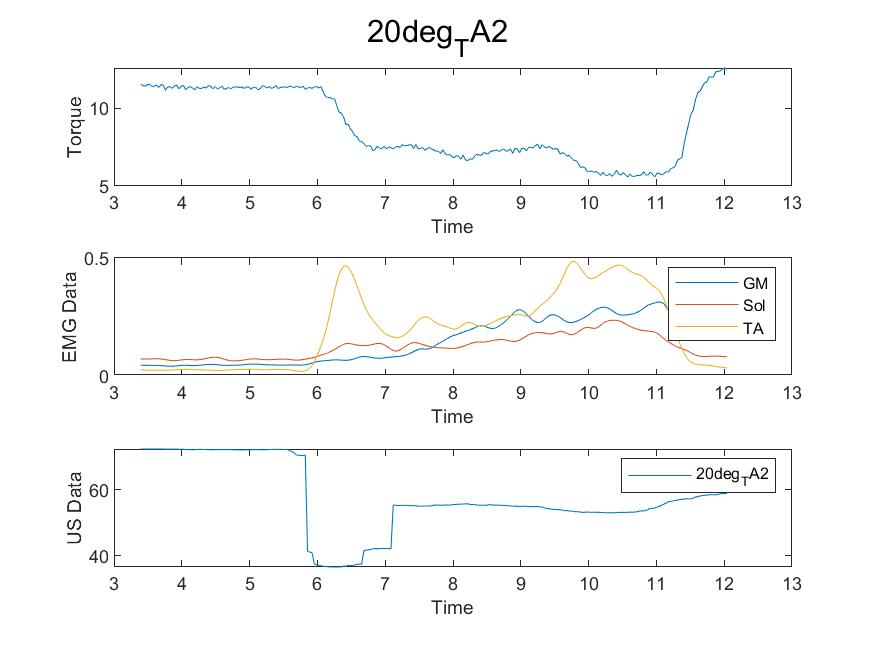 20deg_TA2
10
5
Torque
3 4 5 6 7 8 9 10 11 12 13
Time
0.5
0
EMG Data
GM
Sol
TA
3 4 5 6 7 8 9 10 11 12 13
Time
60
40
US Data
20deg_TA2
3 4 5 6 7 8 9 10 11 12 13
Time